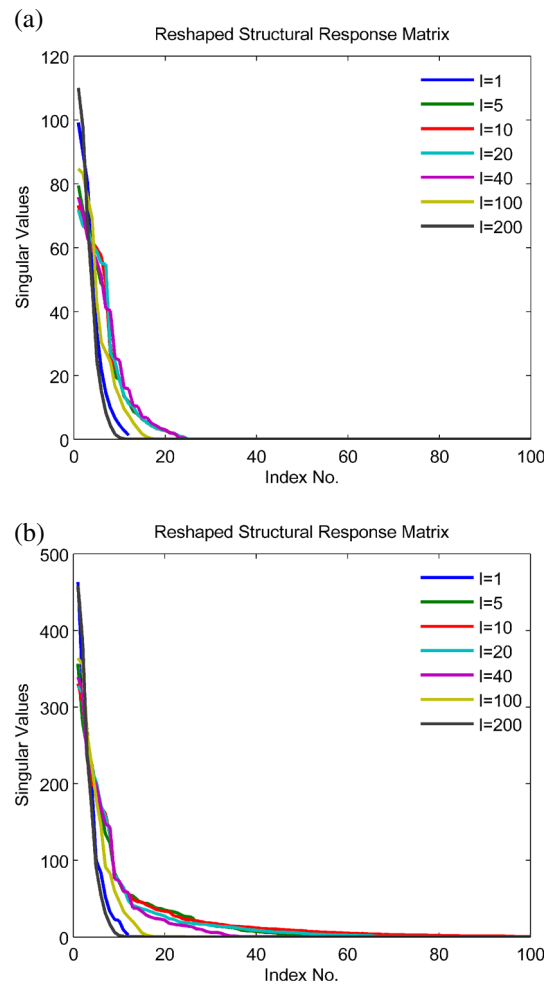 (a)
Reshaped Structural Response Matrix
120
100
80
60
40
20
0
Singular Values
l=1
l=5
l=10
l=20
l=40
l=100
l=200
0 20 40 60 80 100
Index No.
(b)
Reshaped Structural Response Matrix
500
400
300
200
100
0
Singular Values
l=1
l=5
l=10
l=20
l=40
l=100
l=200
0 20 40 60 80 100
Index No.